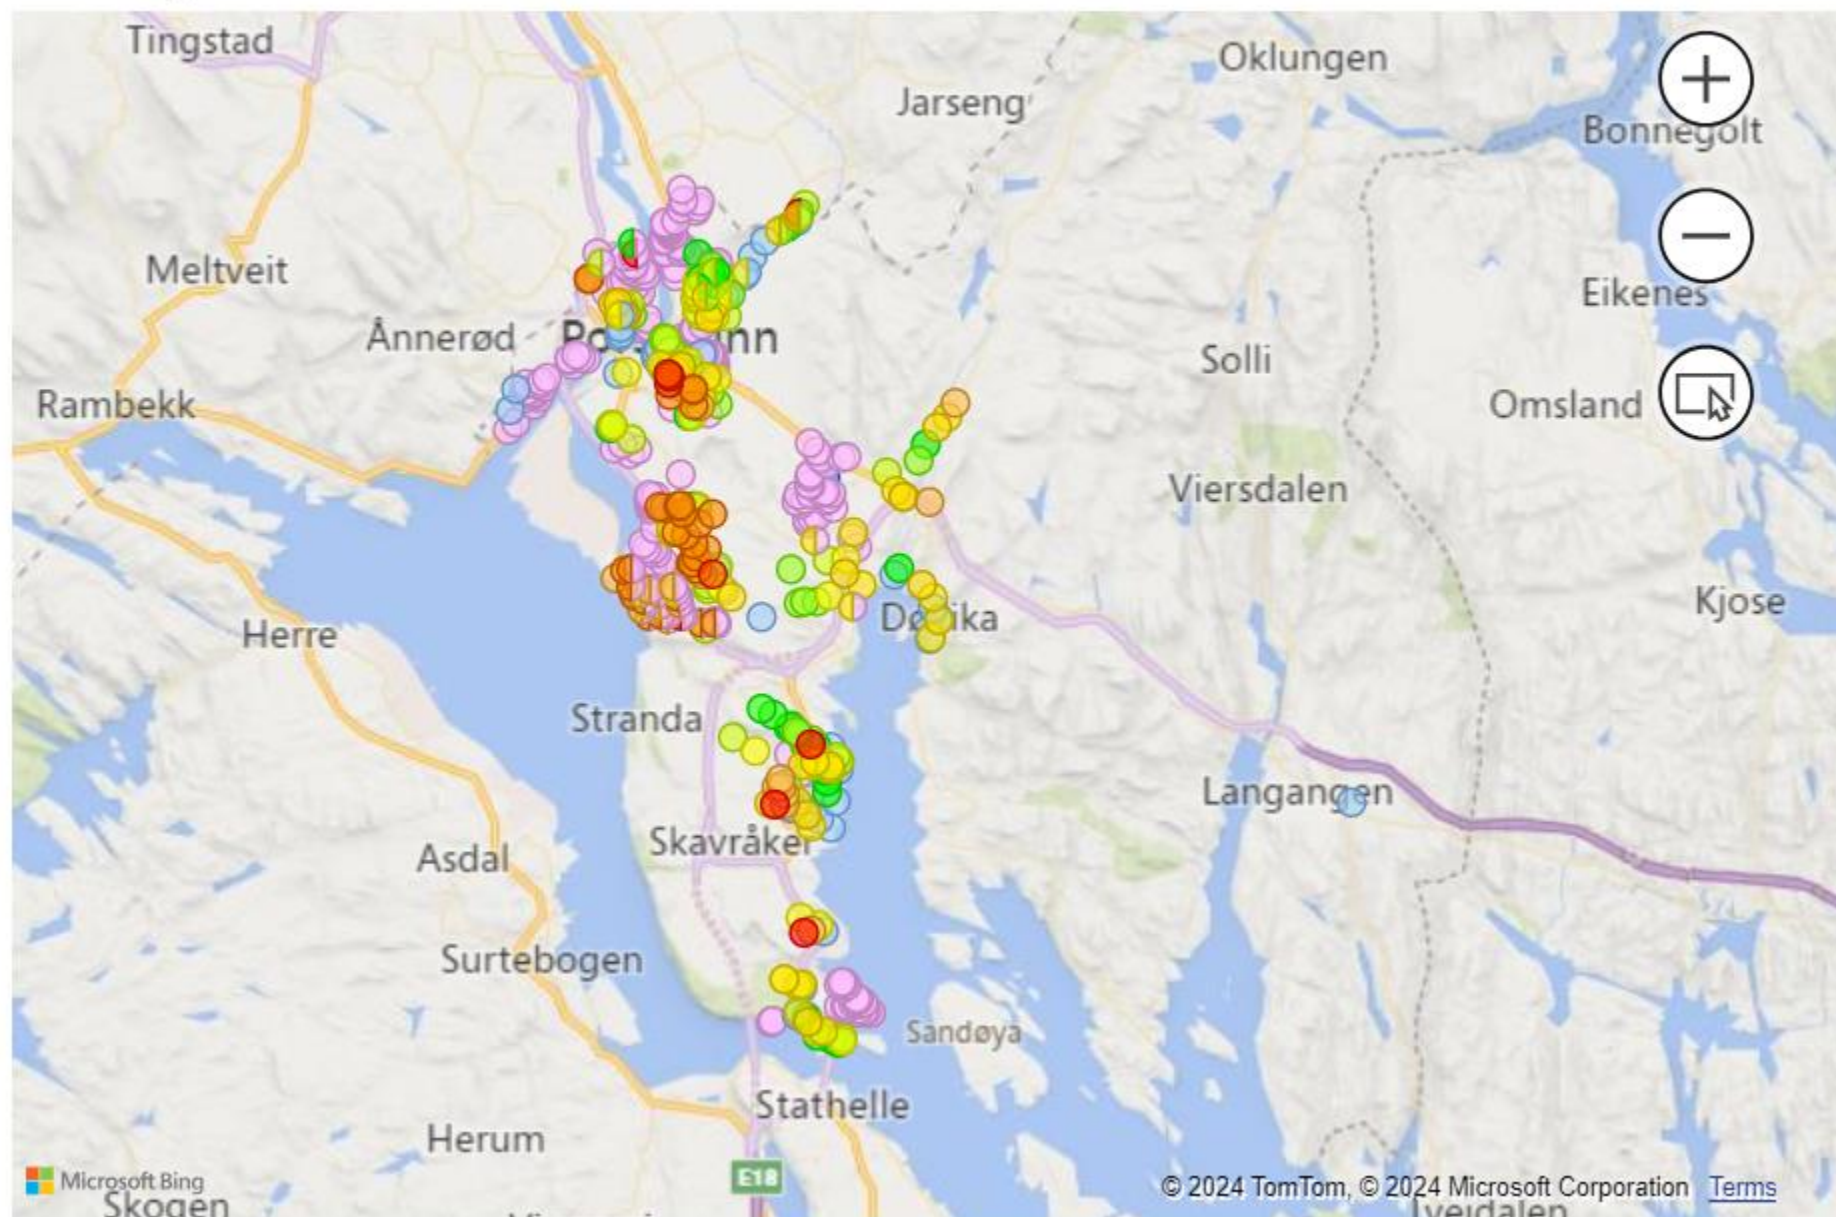 Tingstad
Oklungen
Jarseng
Bonnegolt
Meltveit
Eikenes
Ånnerød
Solli
Rambekk
Omsland
Viersdalen
Kjose
Herre
Stranda
Langangen
Skavråker
Asdal
Surtebogen
Sandøya
Stathelle
Herum
E18
Microsoft Bing
© 2024 TomTom, © 2024 Microsoft Corporation Terms
Skogen